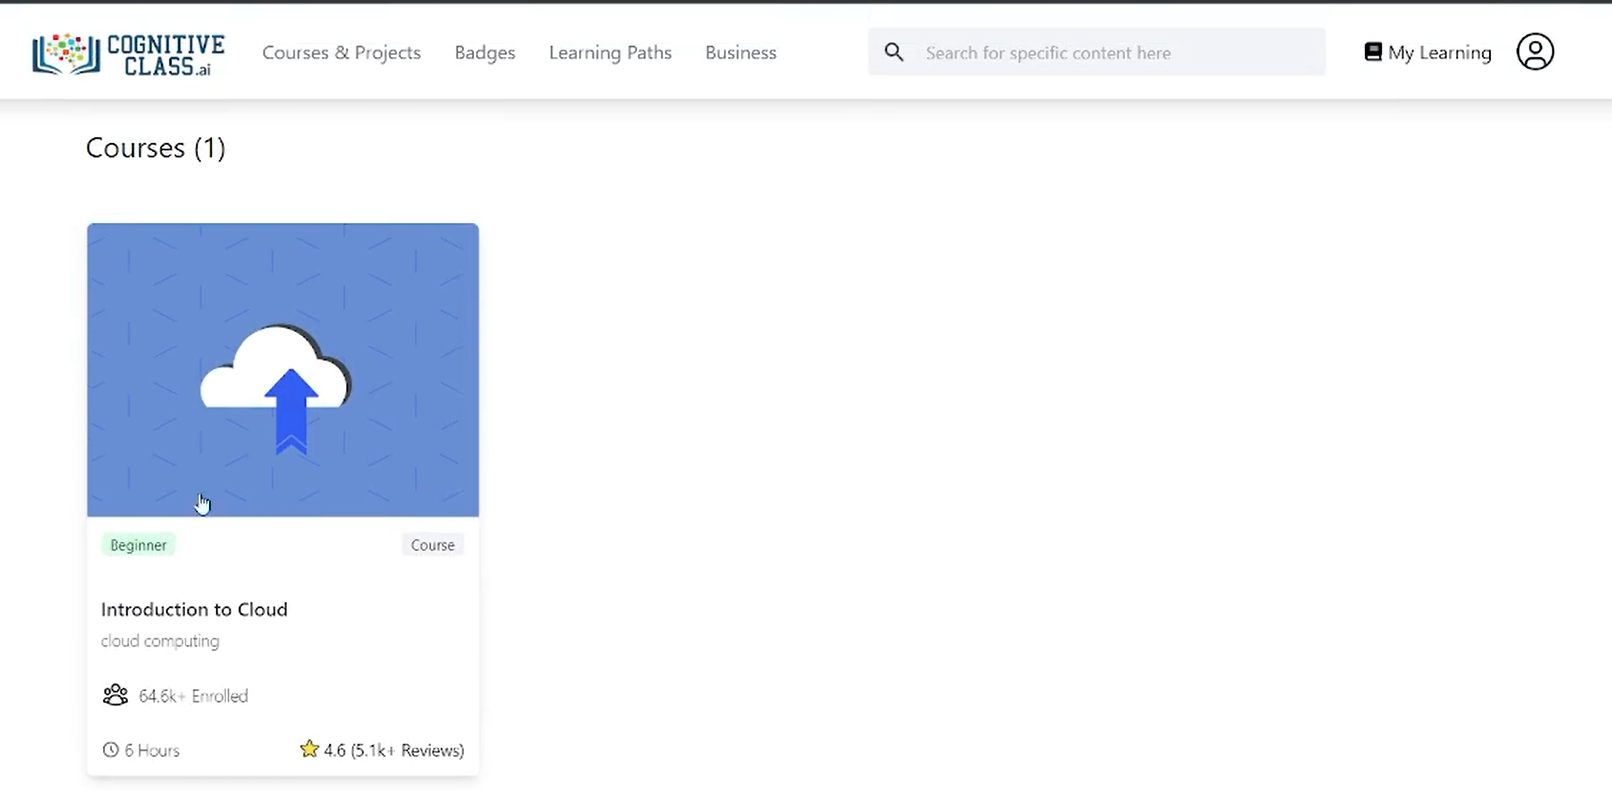 COGNITIVE
CLASS.ai
Courses & Projects
Badges
Learning Paths
Business
Search for specific content here
My Learning
Courses (1)
Beginner
Course
Introduction to Cloud
cloud computing
64.6k+ Enrolled
6 Hours
4.6 (5.1k+ Reviews)